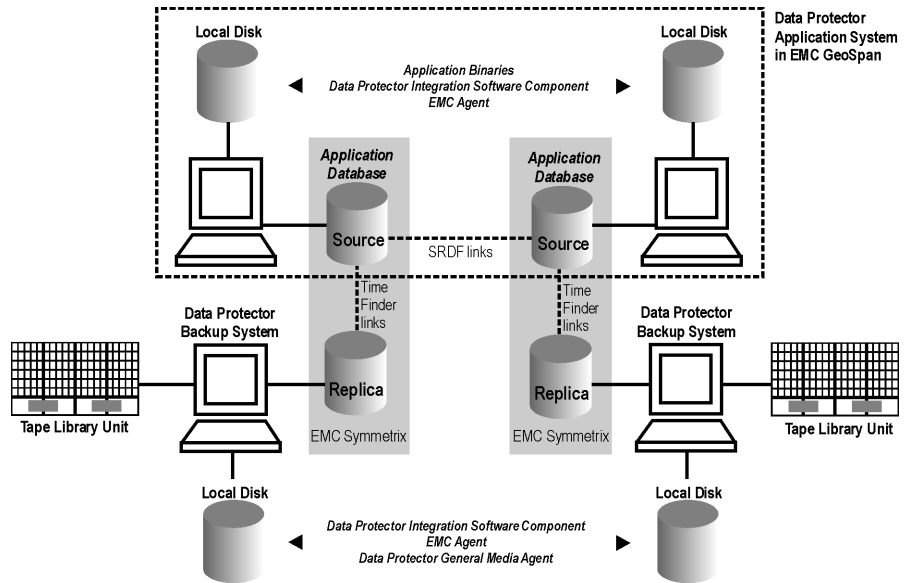 Data Protector
Application System
in EMC GeoSpan
Local Disk
Local Disk
Application Binaries
Data Protector Integration Software Component
EMC Agent
Application
Database
Application
Database
Source
Source
SRDF links
Time
Finder
links
Time
Finder
links
Data Protector
Backup System
Data Protector
Backup System
Replica
Replica
Tape Library Unit
Tape Library Unit
EMC Symmetrix
EMC Symmetrix
Local Disk
Local Disk
Data Protector Integration Software Component
EMC Agent
Data Protector General Media Agent